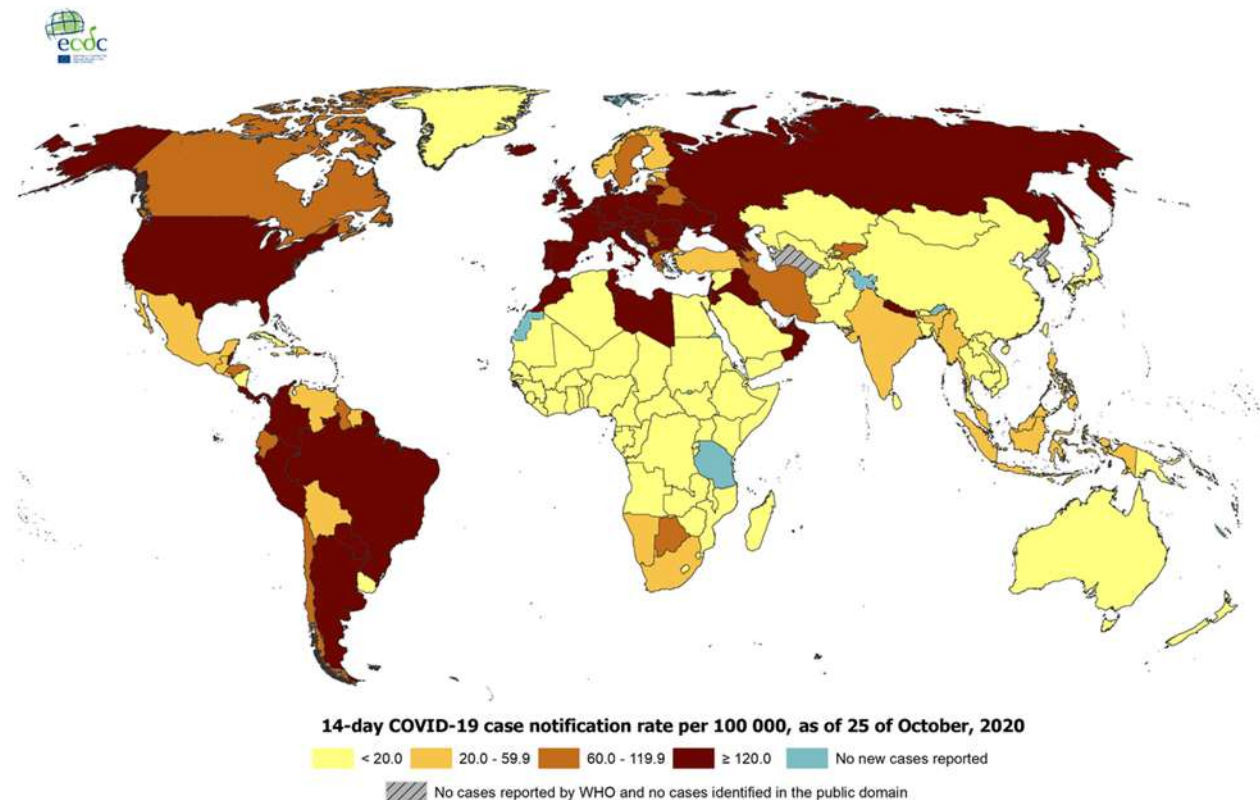 ecdc
14-day COVID-19 case notification rate per 100 000, as of 25 of October, 2020
< 20.0 20.0 - 59.9 60.0 - 119.9 ≥ 120.0 No new cases reported
No cases reported by WHO and no cases identified in the public domain